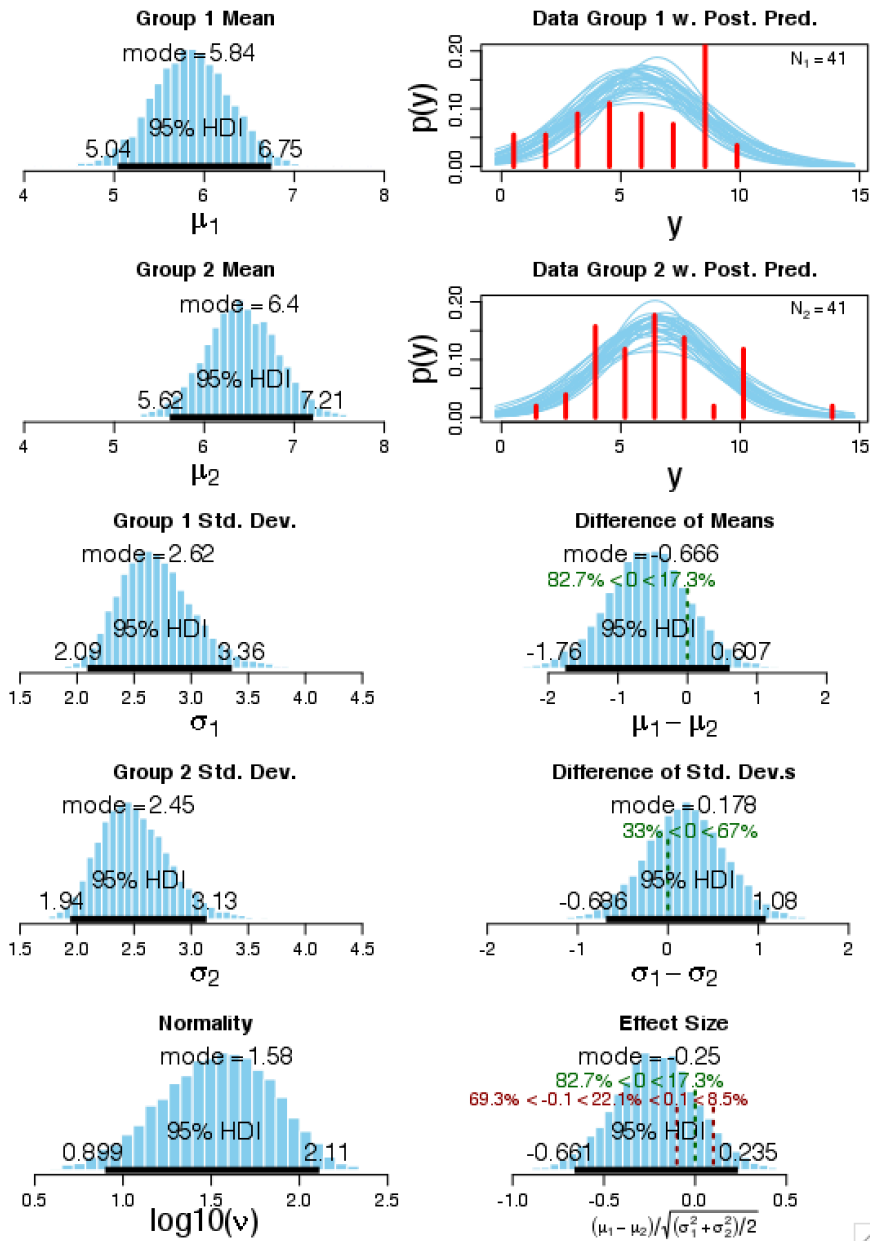 Group 1 Mean
mode = 5.84
95% HDI
5.04 6.75
4 5 6 7 8
μ1
Data Group 1 w. Post. Pred.
N1 = 41
p(y)
0.00 0.10 0.20
0 5 10 15
y
Group 2 Mean
mode = 6.4
95% HDI
5.62 7.21
4 5 6 7 8
μ2
Data Group 2 w. Post. Pred.
N2 = 41
p(y)
0.00 0.10 0.20
0 5 10 15
y
Group 1 Std. Dev.
mode = 2.62
95% HDI
2.09 3.36
1.5 2.0 2.5 3.0 3.5 4.0 4.5
σ1
Difference of Means
mode = -0.666
82.7% < 0 < 17.3%
95% HDI
-1.76 0.607
-2 -1 0 1 2
μ1 − μ2
Group 2 Std. Dev.
mode = 2.45
95% HDI
1.94 3.13
1.5 2.0 2.5 3.0 3.5 4.0 4.5
σ2
Difference of Std. Dev.s
mode = 0.178
33% < 0 < 67%
95% HDI
-0.686 1.08
-2 -1 0 1 2
σ1 − σ2
Normality
mode = 1.58
95% HDI
0.899 2.11
0.5 1.0 1.5 2.0 2.5
log10(ν)
Effect Size
mode = -0.25
82.7% < 0 < 17.3%
69.3% < -0.1 < 22.1% < 0.1 < 8.5%
95% HDI
-0.661 0.235
-1.0 -0.5 0.0 0.5
(μ1 − μ2)/√(σ1² + σ2²)/2